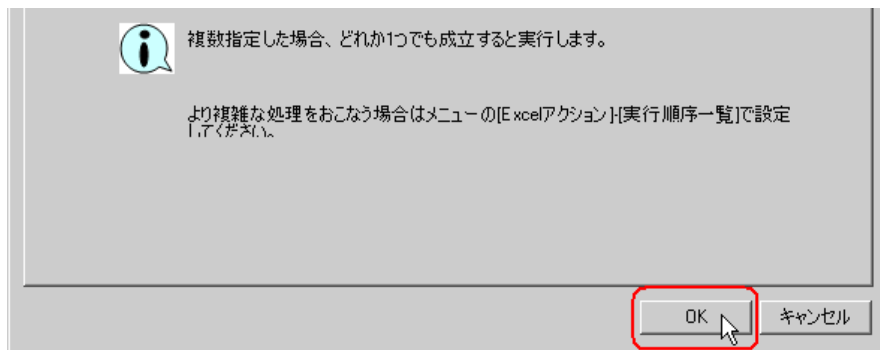 複数指定した場合、どれか1つでも成立すると実行します。
より複雑な処理をおこなう場合はメニューの[Excelアクション]-[実行順序一覧]で設定
してください。
OK
キャンセル